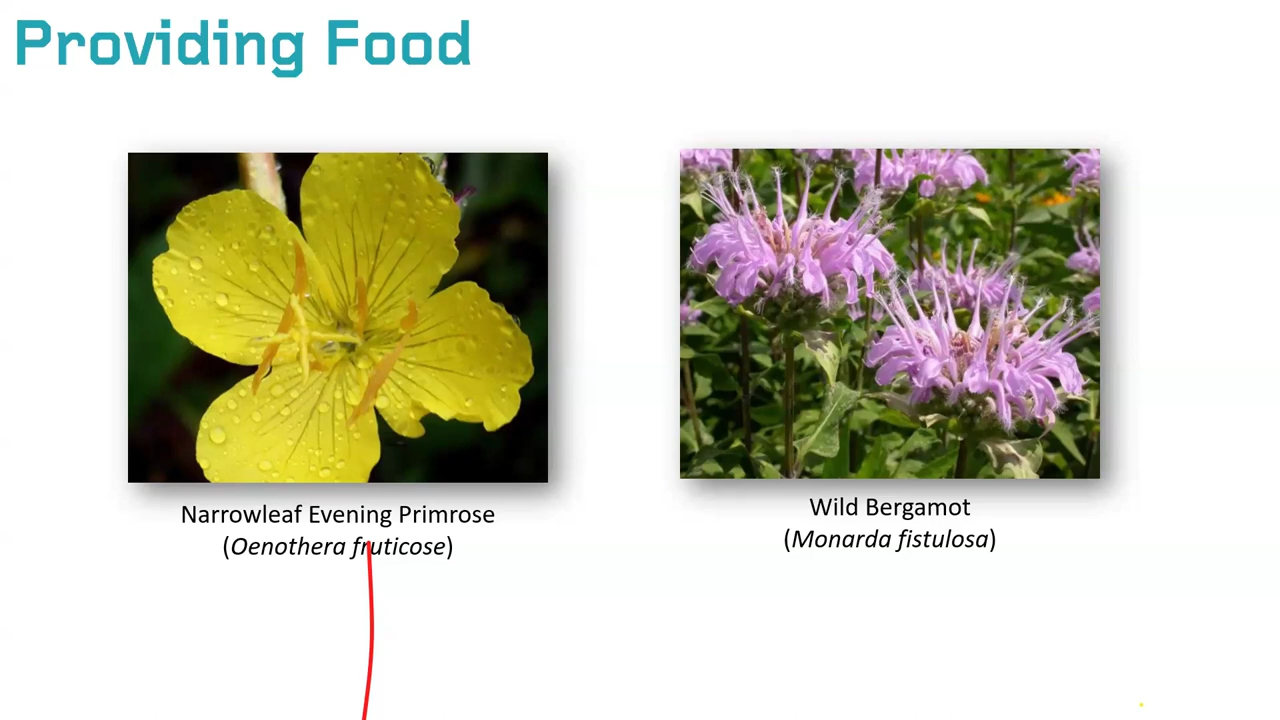 Providing Food
Narrowleaf Evening Primrose
(Oenothera fruticose)
Wild Bergamot
(Monarda fistulosa)